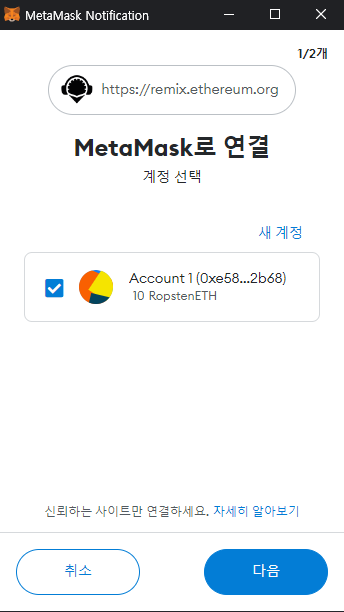 MetaMask Notification
1/2개
https://remix.ethereum.org
MetaMask로 연결
계정 선택
새 계정
Account 1 (0xe58...2b68)
10 RopstenETH
신뢰하는 사이트만 연결하세요. 자세히 알아보기
취소
다음